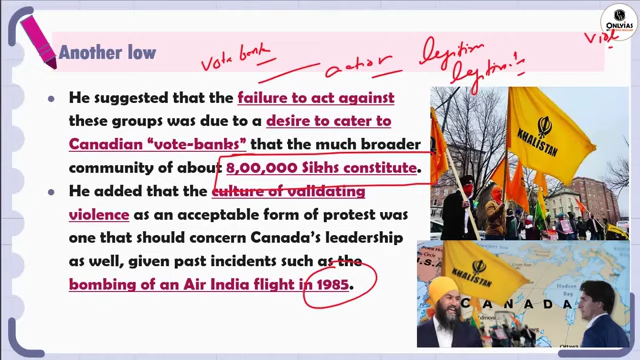 ONLYIAS
Another low
vote bank
action
legitim
legitim..?
Viol
He suggested that the failure to act against
these groups was due to a desire to cater to
Canadian “vote-banks” that the much broader
community of about 8,00,000 Sikhs constitute.
He added that the culture of validating
violence as an acceptable form of protest was
one that should concern Canada’s leadership
as well, given past incidents such as the
bombing of an Air India flight in 1985.
KHALISTAN
KHALISTAN
U.S.A.
CANADA
Hudson
Bay